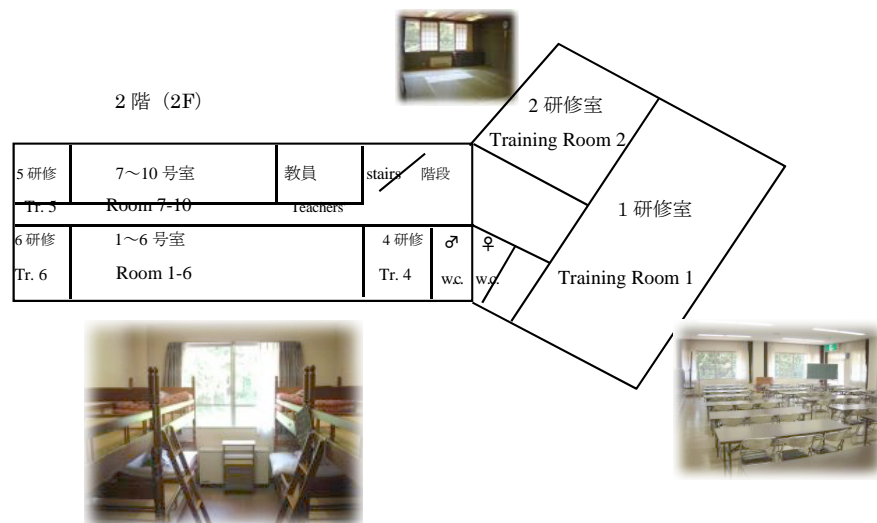 2 階（2F）
2 研修室
Training Room 2
5 研修
7～10 号室
教員
stairs
階段
Tr. 5
Room 7-10
Teachers
1 研修室
6 研修
1～6 号室
4 研修
♂
♀
Tr. 6
Room 1-6
Tr. 4
w.c.
w.c.
Training Room 1